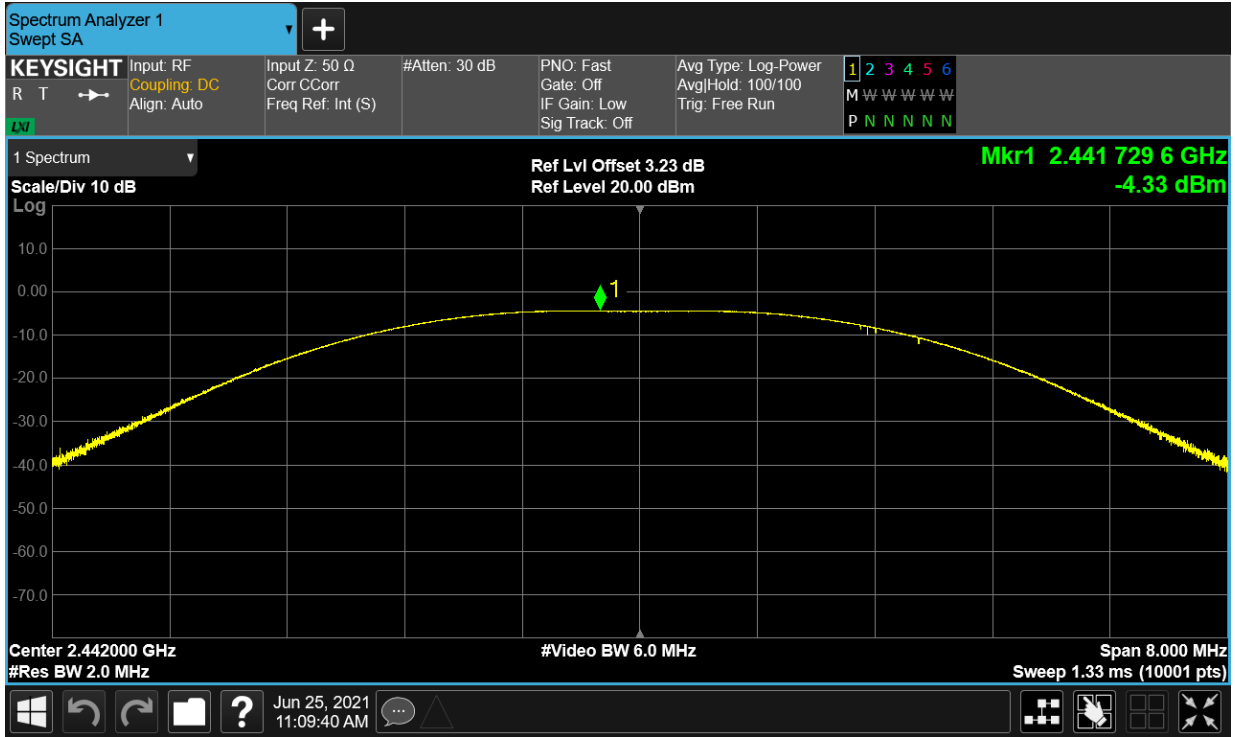 Spectrum Analyzer 1
Swept SA
KEYSIGHT
R T
LXI
Input: RF
Coupling: DC
Align: Auto
Input Z: 50 Ω
Corr CCorr
Freq Ref: Int (S)
#Atten: 30 dB
PNO: Fast
Gate: Off
IF Gain: Low
Sig Track: Off
Avg Type: Log-Power
Avg|Hold: 100/100
Trig: Free Run
1 2 3 4 5 6
M W W W W W
P N N N N N
1 Spectrum
Scale/Div 10 dB
Log
Ref Lvl Offset 3.23 dB
Ref Level 20.00 dBm
Mkr1 2.441 729 6 GHz
-4.33 dBm
10.0
0.00
-10.0
-20.0
-30.0
-40.0
-50.0
-60.0
-70.0
1
Center 2.442000 GHz
#Res BW 2.0 MHz
#Video BW 6.0 MHz
Span 8.000 MHz
Sweep 1.33 ms (10001 pts)
?
Jun 25, 2021
11:09:40 AM